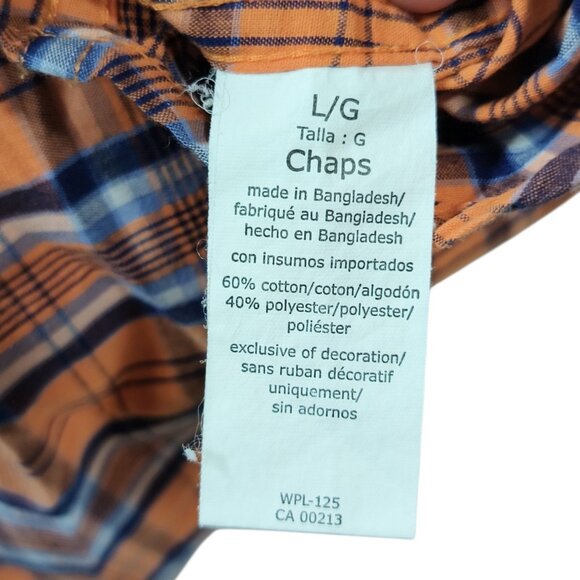 L/G
Talla : G
Chaps
made in Bangladesh/
fabriqué au Bangladesh/
hecho en Bangladesh
con insumos importados
60% cotton/coton/algodón
40% polyester/polyester/
poliéster
exclusive of decoration/
sans ruban décoratif
uniquement/
sin adornos
WPL-125
CA 00213